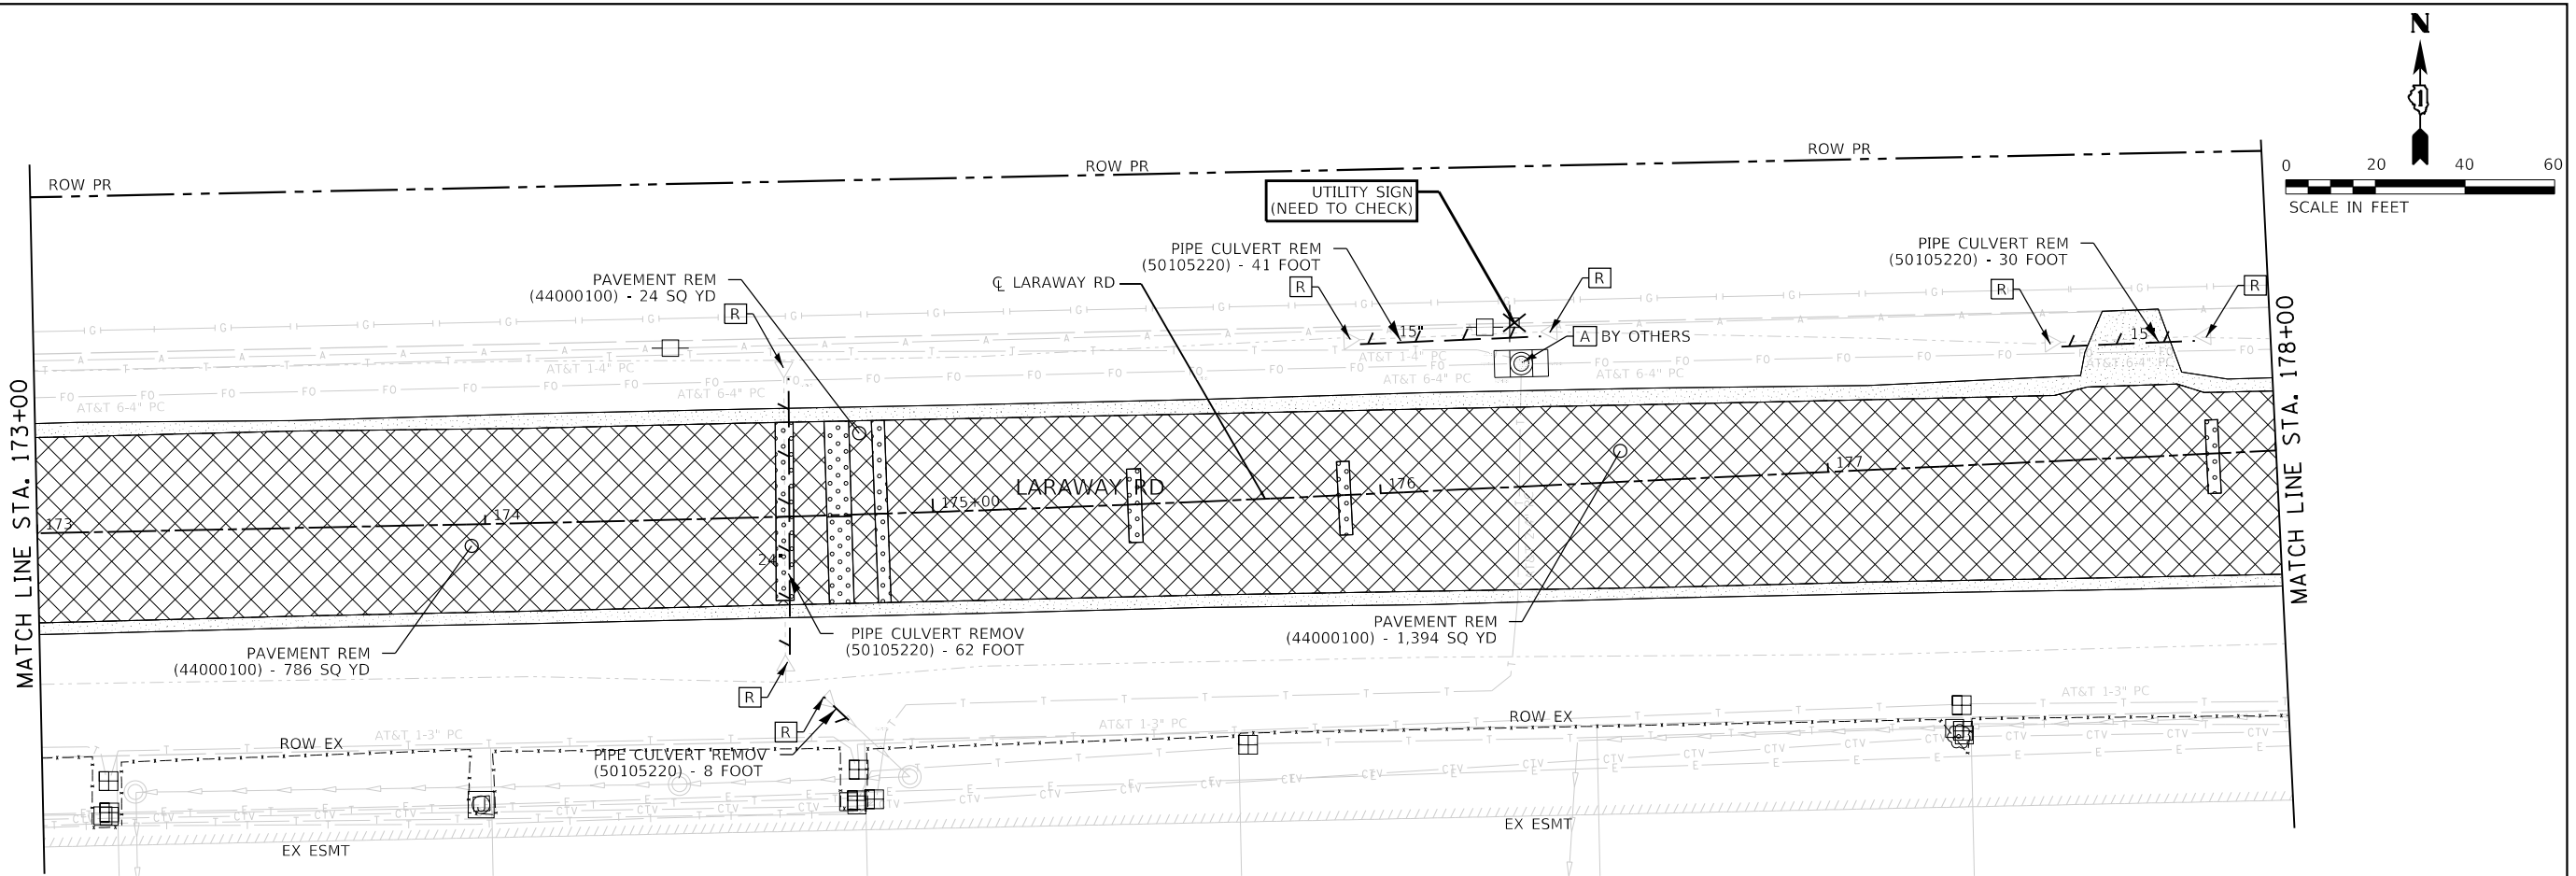 N
0 20 40 60
SCALE IN FEET
ROW PR
ROW PR
ROW PR
UTILITY SIGN
(NEED TO CHECK)
PIPE CULVERT REM
(50105220) - 41 FOOT
PIPE CULVERT REM
(50105220) - 30 FOOT
PAVEMENT REM
(44000100) - 24 SQ YD
℄ LARAWAY RD
R
R
R
R
R
A BY OTHERS
15"
15"
AT&T 1-4" PC
AT&T 1-4" PC
AT&T 6-4" PC
AT&T 6-4" PC
AT&T 6-4" PC
AT&T 6-4" PC
AT&T 6-4" PC
MATCH LINE STA. 173+00
MATCH LINE STA. 178+00
173
174
175+00
LARAWAY RD
176
177
24"
PIPE CULVERT REMOV
(50105220) - 62 FOOT
PAVEMENT REM
(44000100) - 1,394 SQ YD
PAVEMENT REM
(44000100) - 786 SQ YD
R
R
PIPE CULVERT REMOV
(50105220) - 8 FOOT
AT&T 1-3" PC
AT&T 1-3" PC
AT&T 1-3" PC
ROW EX
ROW EX
EX ESMT
EX ESMT